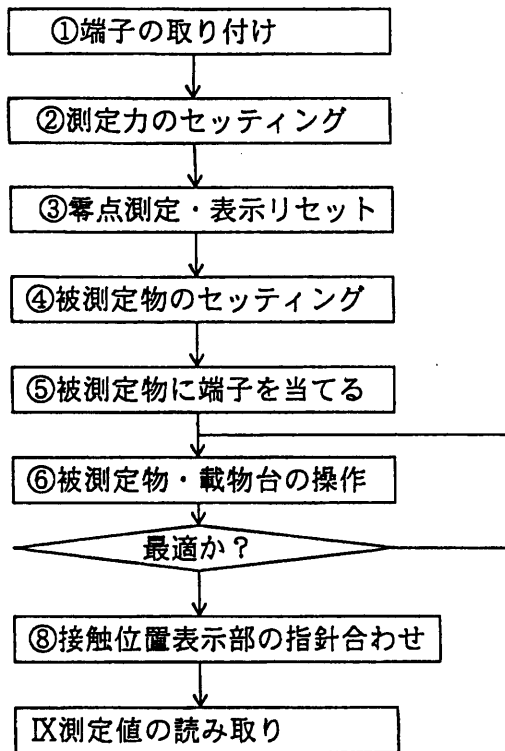 ①端子の取り付け
②測定力のセッティング
③零点測定・表示リセット
④被測定物のセッティング
⑤被測定物に端子を当てる
⑥被測定物・載物台の操作
最適か？
⑧接触位置表示部の指針合わせ
Ⅸ測定値の読み取り